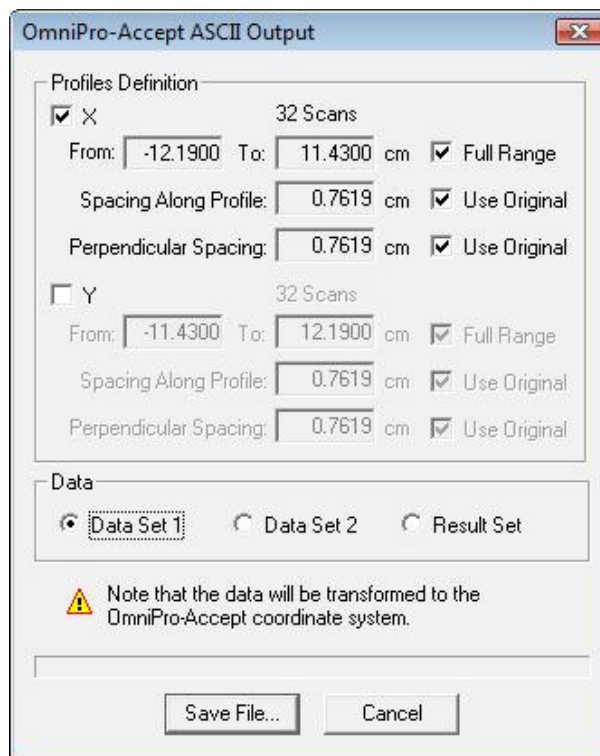 OmniPro-Accept ASCII Output
Profiles Definition
X 32 Scans
From: -12.1900 To: 11.4300 cm Full Range
Spacing Along Profile: 0.7619 cm Use Original
Perpendicular Spacing: 0.7619 cm Use Original
Y 32 Scans
From: -11.4300 To: 12.1900 cm Full Range
Spacing Along Profile: 0.7619 cm Use Original
Perpendicular Spacing: 0.7619 cm Use Original
Data
Data Set 1 Data Set 2 Result Set
Note that the data will be transformed to the
OmniPro-Accept coordinate system.
Save File... Cancel